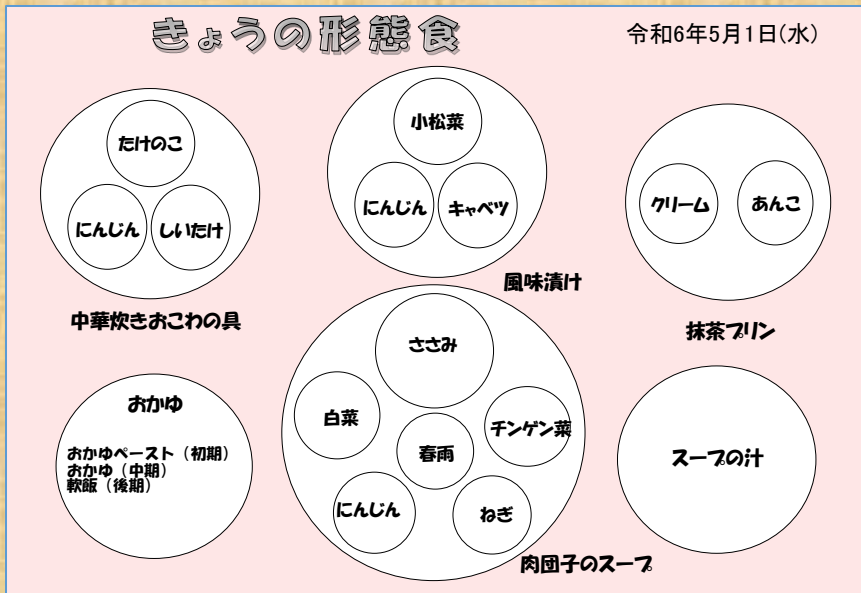 きょうの形態食
令和6年5月1日(水)
たけのこ
にんじん
しいたけ
中華炊きおこわの具
小松菜
にんじん
キャベツ
風味漬け
クリーム
あんこ
抹茶プリン
おかゆ
おかゆペースト（初期）
おかゆ（中期）
軟飯（後期）
ささみ
白菜
チンゲン菜
春雨
にんじん
ねぎ
肉団子のスープ
スープの汁